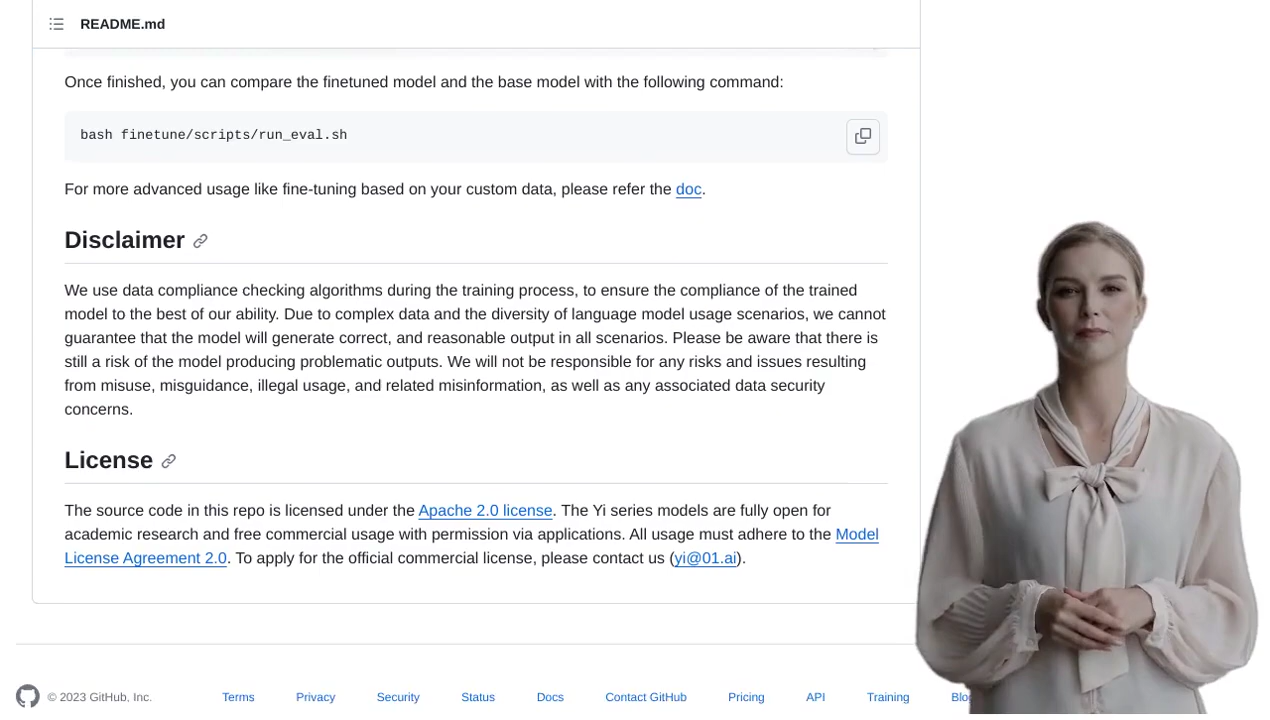 README.md
Once finished, you can compare the finetuned model and the base model with the following command:
bash finetune/scripts/run_eval.sh
For more advanced usage like fine-tuning based on your custom data, please refer the doc.
Disclaimer
We use data compliance checking algorithms during the training process, to ensure the compliance of the trained
model to the best of our ability. Due to complex data and the diversity of language model usage scenarios, we cannot
guarantee that the model will generate correct, and reasonable output in all scenarios. Please be aware that there is
still a risk of the model producing problematic outputs. We will not be responsible for any risks and issues resulting
from misuse, misguidance, illegal usage, and related misinformation, as well as any associated data security
concerns.
License
The source code in this repo is licensed under the Apache 2.0 license. The Yi series models are fully open for
academic research and free commercial usage with permission via applications. All usage must adhere to the Model
License Agreement 2.0. To apply for the official commercial license, please contact us (yi@01.ai).
© 2023 GitHub, Inc. Terms Privacy Security Status Docs Contact GitHub Pricing API Training